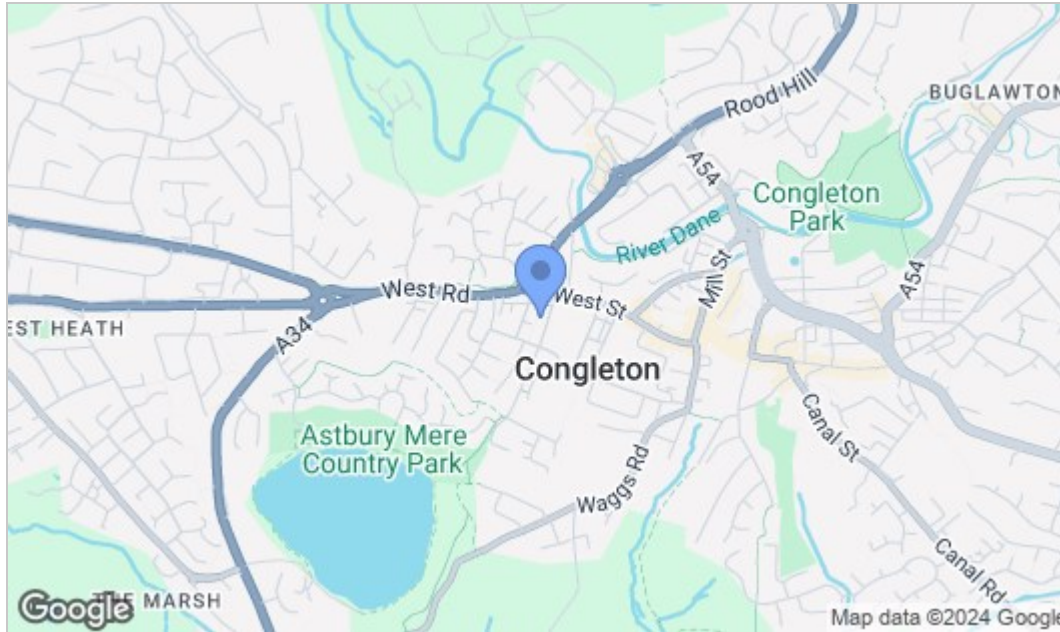 Rood Hill
BUGLAWTON
A54
Congleton
Park
River Dane
Mill St
A54
West Rd
West St
EST HEATH
A34
Congleton
Astbury Mere
Country Park
Canal St
Waggs Rd
Canal Rd
THE MARSH
Google
Map data ©2024 Google